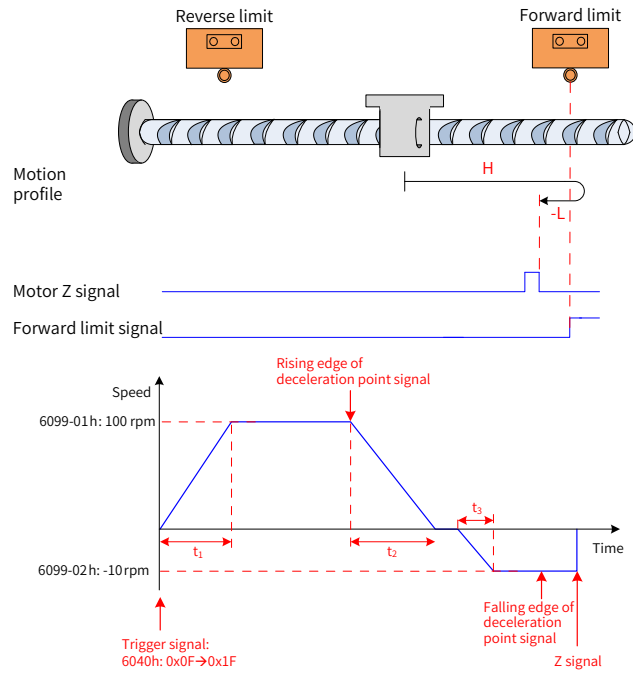 Reverse limit
Forward limit
Motion
profile
H
-L
Motor Z signal
Forward limit signal
Rising edge of
deceleration point signal
Speed
6099-01h: 100 rpm
t₁
t₂
t₃
Time
6099-02h: -10rpm
Falling edge of
deceleration
point signal
Z signal
Trigger signal:
6040h: 0x0F→0x1F